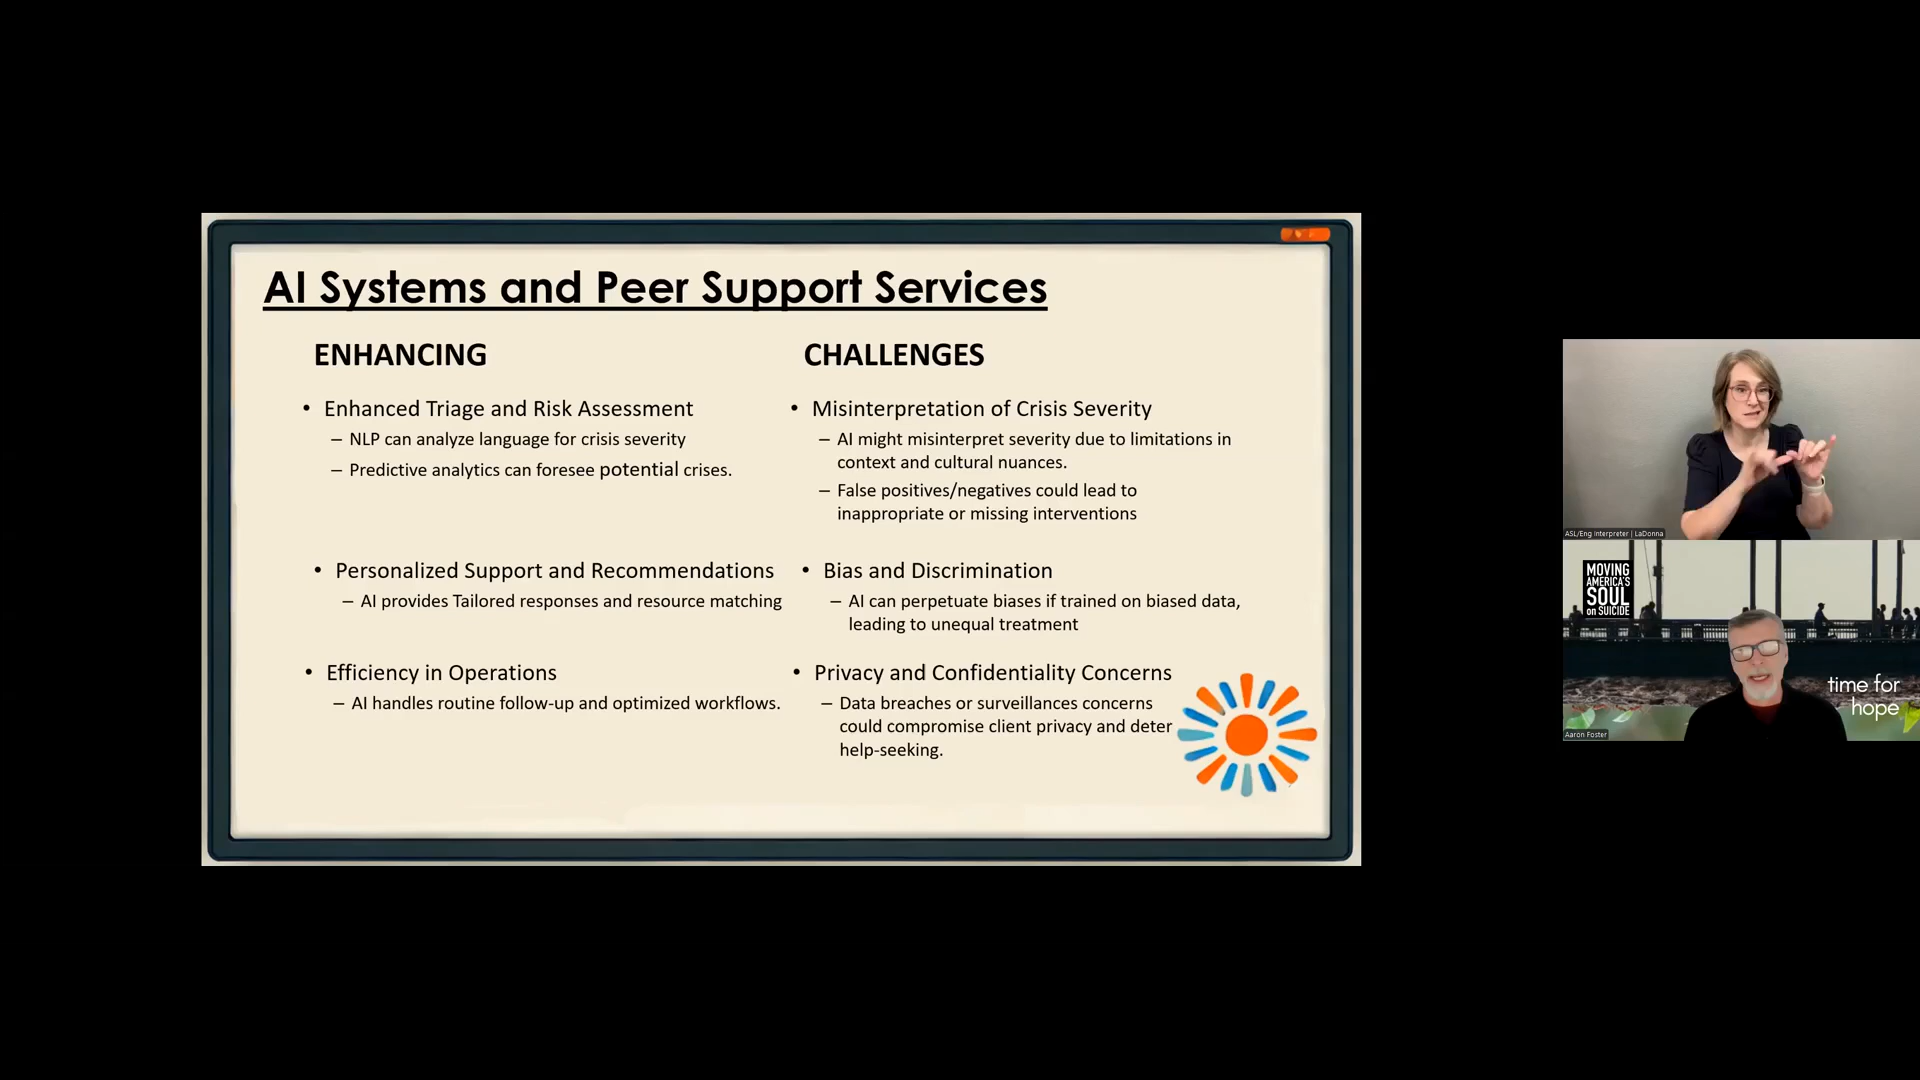 AI Systems and Peer Support Services
ENHANCING
• Enhanced Triage and Risk Assessment
– NLP can analyze language for crisis severity
– Predictive analytics can foresee potential crises.
• Personalized Support and Recommendations
– AI provides Tailored responses and resource matching
• Efficiency in Operations
– AI handles routine follow-up and optimized workflows.
CHALLENGES
• Misinterpretation of Crisis Severity
– AI might misinterpret severity due to limitations in
context and cultural nuances.
– False positives/negatives could lead to
inappropriate or missing interventions
• Bias and Discrimination
– AI can perpetuate biases if trained on biased data,
leading to unequal treatment
• Privacy and Confidentiality Concerns
– Data breaches or surveillances concerns
could compromise client privacy and deter
help-seeking.
ASL/Eng Interpreter | LaDonna
MOVING
AMERICA'S
SOUL
on SUICIDE
time for
hope
Aaron Foster